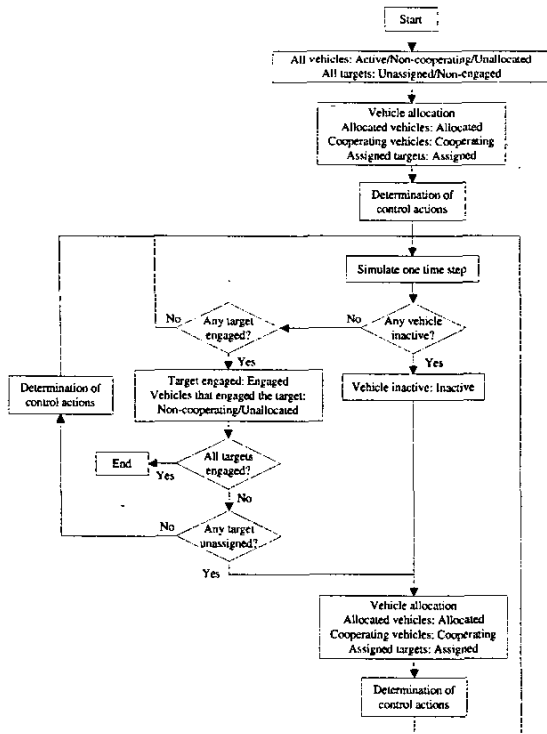 Start
All vehicles: Active/Non-cooperating/Unallocated
All targets: Unassigned/Non-engaged
Vehicle allocation
Allocated vehicles: Allocated
Cooperating vehicles: Cooperating
Assigned targets: Assigned
Determination of
control actions
Simulate one time step
No
Any target
engaged?
No
Any vehicle
inactive?
Yes
Yes
Determination of
control actions
Target engaged: Engaged
Vehicles that engaged the target:
Non-cooperating/Unallocated
Vehicle inactive: Inactive
End
Yes
All targets
engaged?
No
No
Any target
unassigned?
Yes
Vehicle allocation
Allocated vehicles: Allocated
Cooperating vehicles: Cooperating
Assigned targets: Assigned
Determination of
control actions